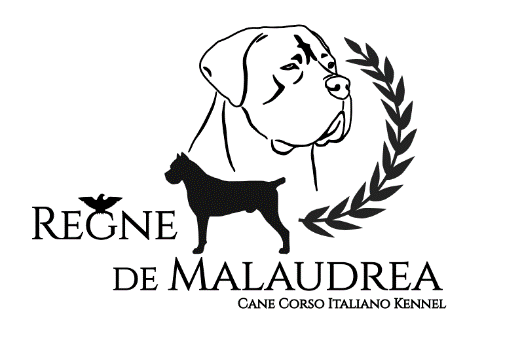 Regne
de Malaudrea
Cane Corso Italiano Kennel